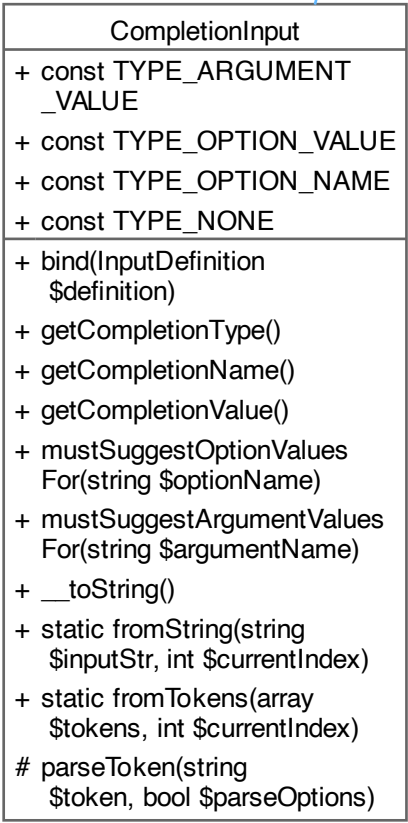 CompletionInput
+ const TYPE_ARGUMENT
_VALUE
+ const TYPE_OPTION_VALUE
+ const TYPE_OPTION_NAME
+ const TYPE_NONE
+ bind(InputDefinition
$definition)
+ getCompletionType()
+ getCompletionName()
+ getCompletionValue()
+ mustSuggestOptionValues
For(string $optionName)
+ mustSuggestArgumentValues
For(string $argumentName)
+ __toString()
+ static fromString(string
$inputStr, int $currentIndex)
+ static fromTokens(array
$tokens, int $currentIndex)
# parseToken(string
$token, bool $parseOptions)